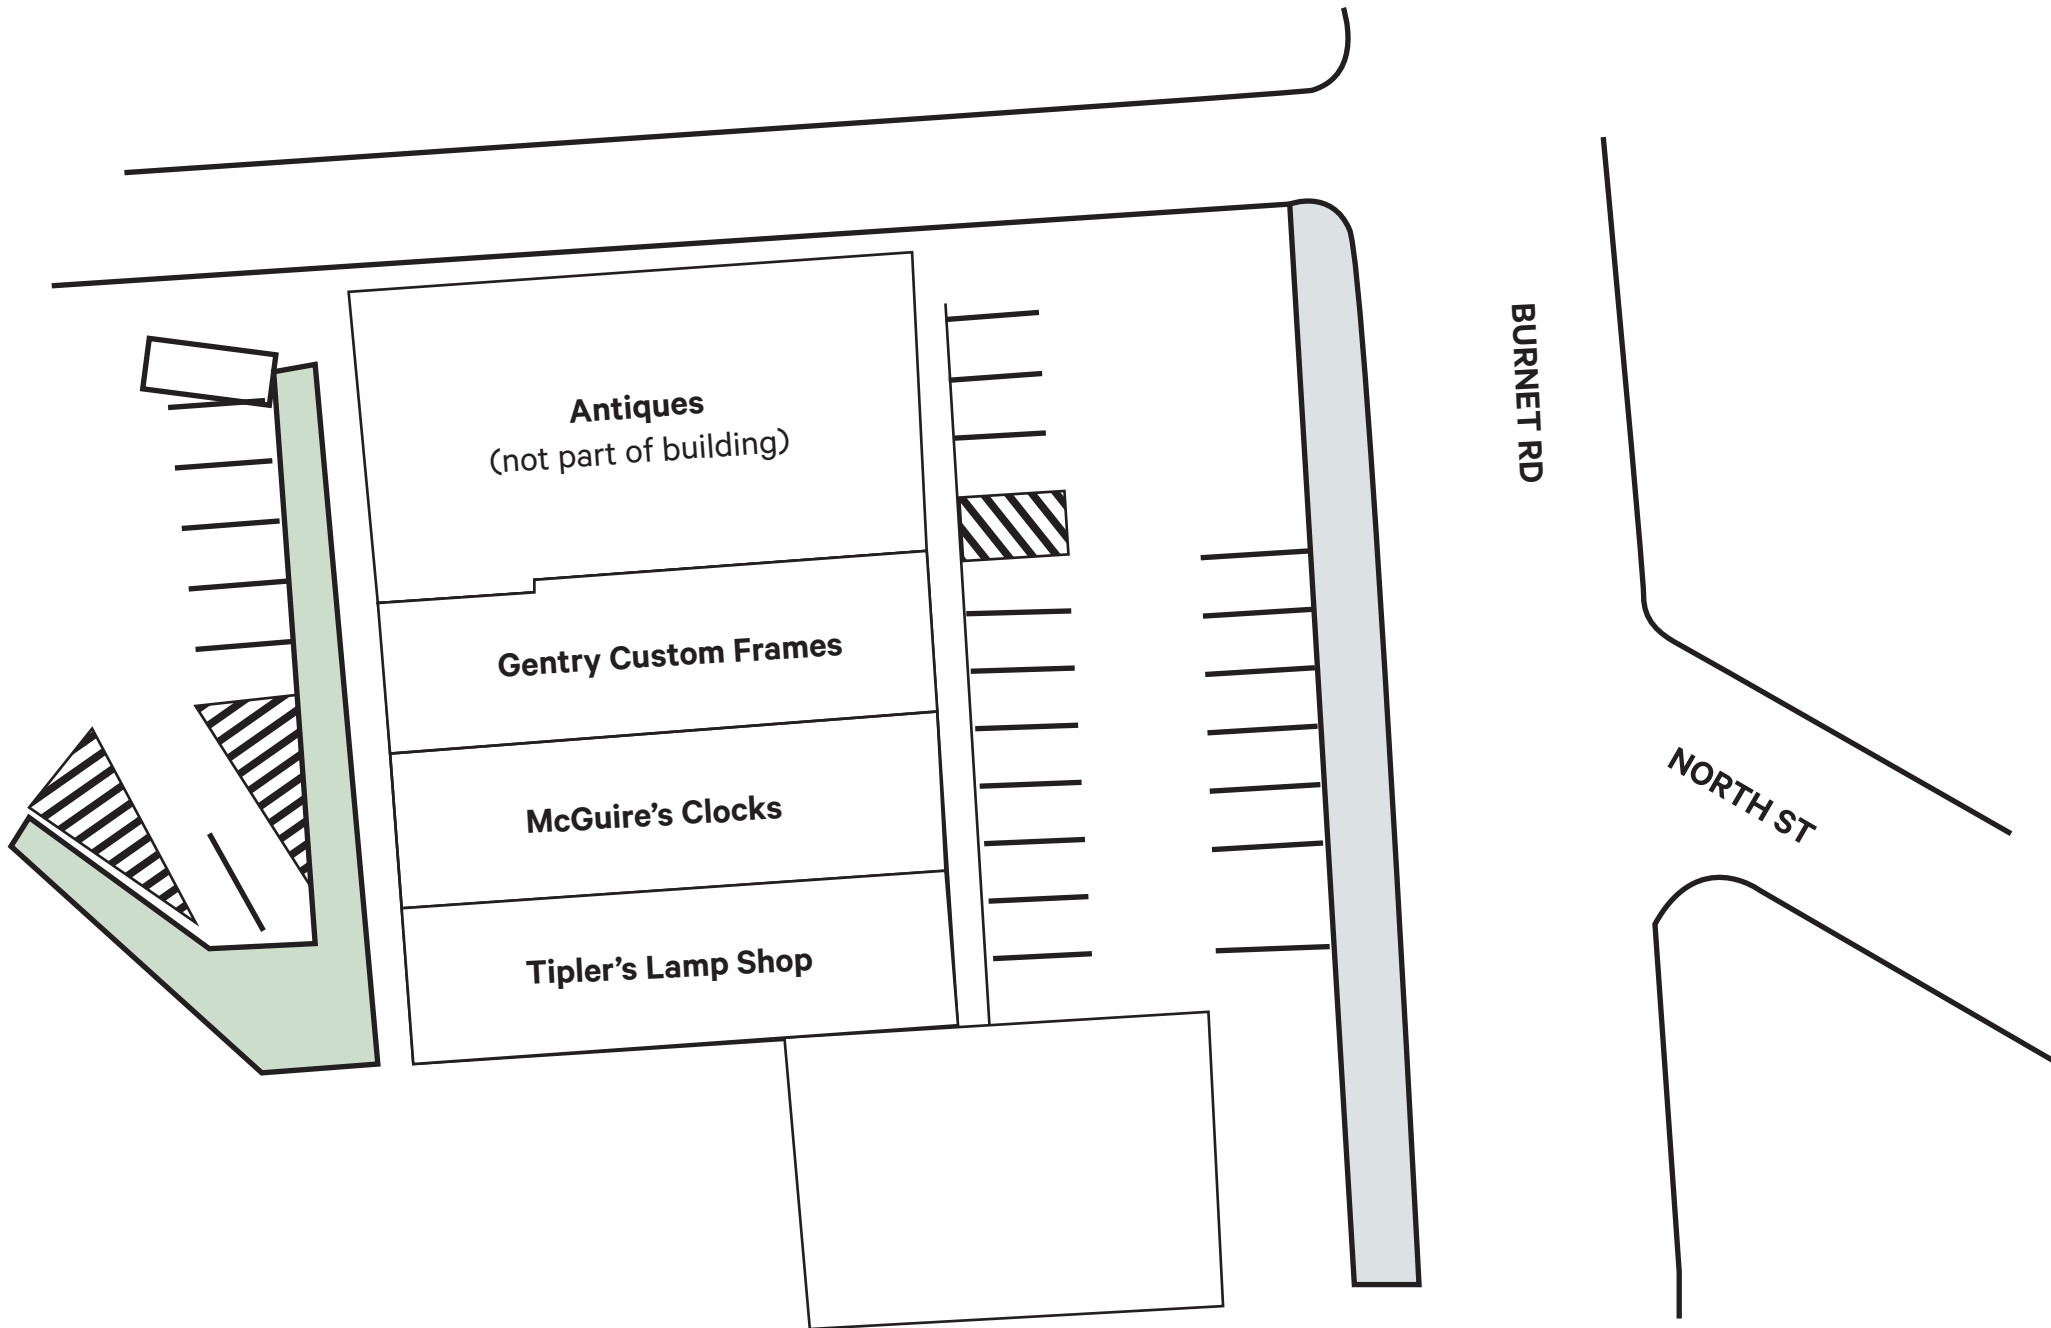 Antiques
(not part of building)
Gentry Custom Frames
McGuire’s Clocks
Tipler’s Lamp Shop
BURNET RD
NORTH ST